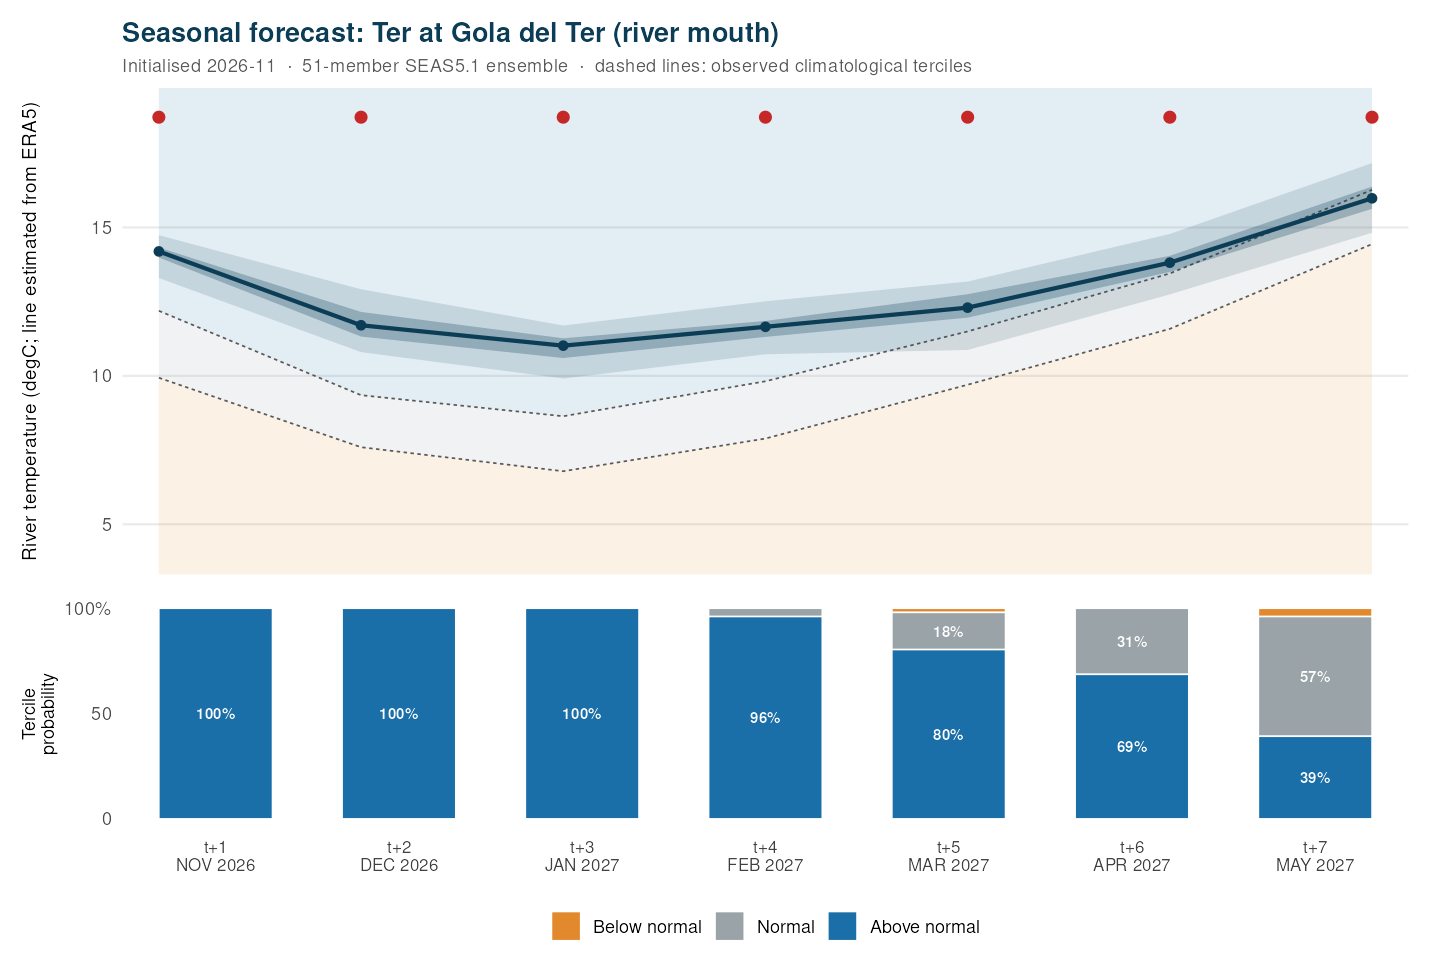 Seasonal forecast: Ter at Gola del Ter (river mouth)
Initialised 2026-11 · 51-member SEAS5.1 ensemble · dashed lines: observed climatological terciles
River temperature (degC; line estimated from ERA5)
15
10
5
Tercile
probability
100%
50
0
100%
100%
100%
96%
18%
80%
31%
69%
57%
39%
t+1
NOV 2026
t+2
DEC 2026
t+3
JAN 2027
t+4
FEB 2027
t+5
MAR 2027
t+6
APR 2027
t+7
MAY 2027
Below normal
Normal
Above normal